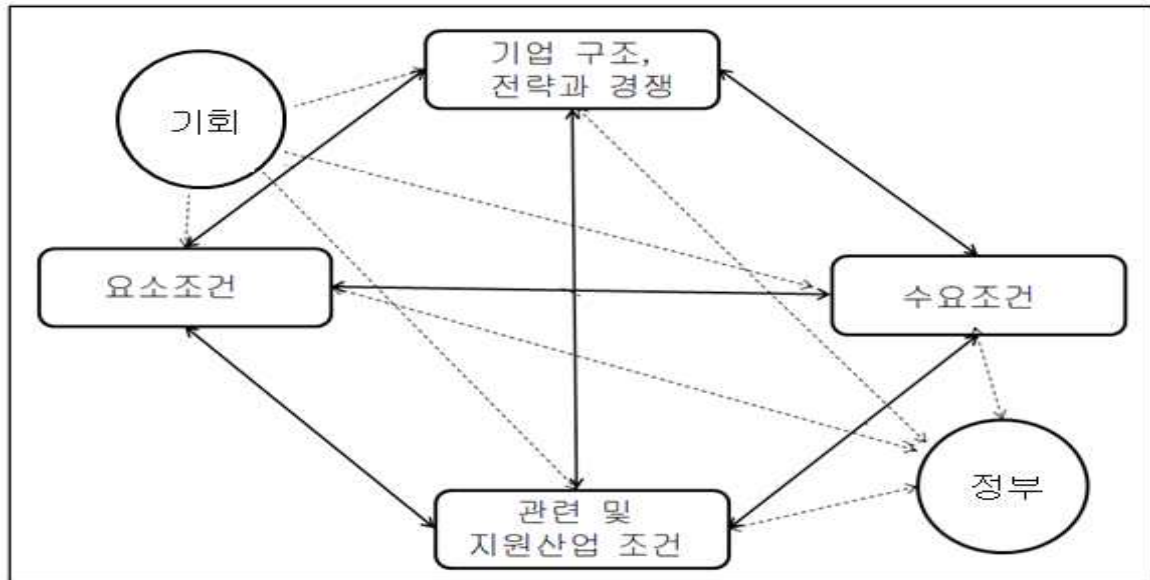 기업 구조,
전략과 경쟁
기회
요소조건
수요조건
정부
관련 및
지원산업 조건